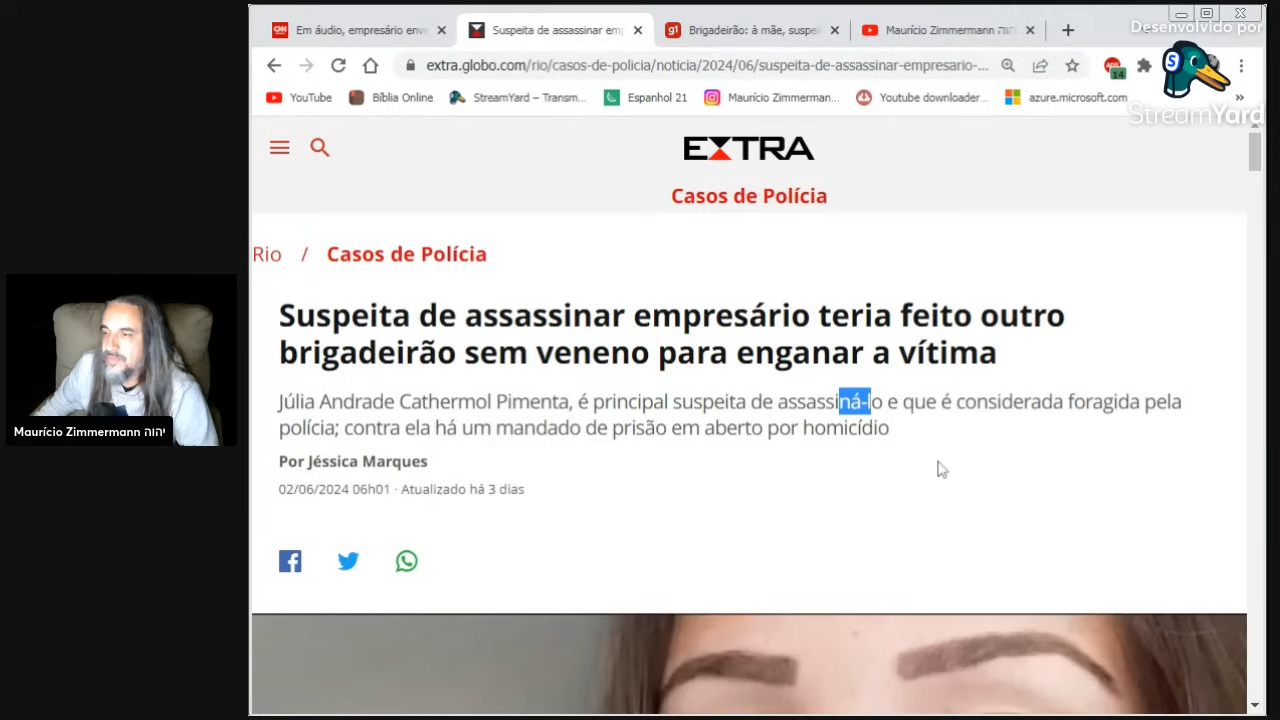 Em áudio, empresário enve
Suspeita de assassinar em
g1
Brigadeirão: à mãe, suspei
Maurício Zimmermann יהוה
Desenvolvido por
extra.globo.com/rio/casos-de-policia/noticia/2024/06/suspeita-de-assassinar-empresario-...
14
YouTube
Bíblia Online
StreamYard – Transm...
Espanhol 21
Maurício Zimmerman...
Youtube downloader...
azure.microsoft.com
»
StreamYard
EXTRA
Casos de Polícia
Rio / Casos de Polícia
Suspeita de assassinar empresário teria feito outro
brigadeirão sem veneno para enganar a vítima
Júlia Andrade Cathermol Pimenta, é principal suspeita de assassiná-lo e que é considerada foragida pela
polícia; contra ela há um mandado de prisão em aberto por homicídio
Por Jéssica Marques
02/06/2024 06h01 · Atualizado há 3 dias
Maurício Zimmermann יהוה